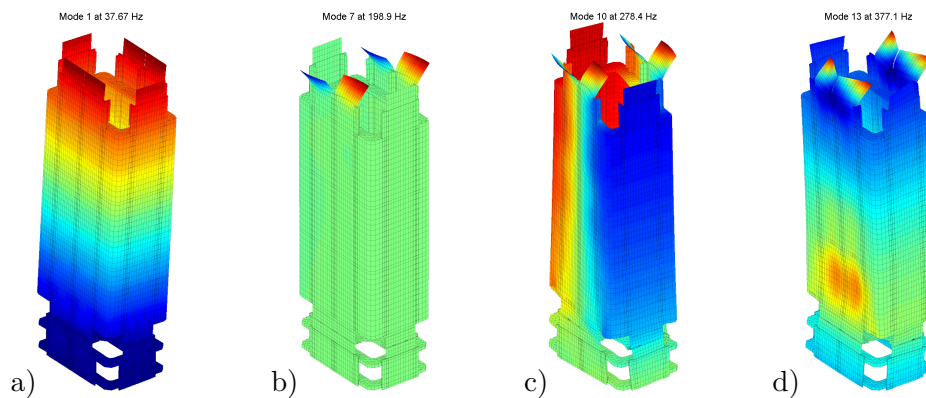 Mode 1 at 37.67 Hz
Mode 7 at 198.9 Hz
Mode 10 at 278.4 Hz
Mode 13 at 377.1 Hz
a)
b)
c)
d)